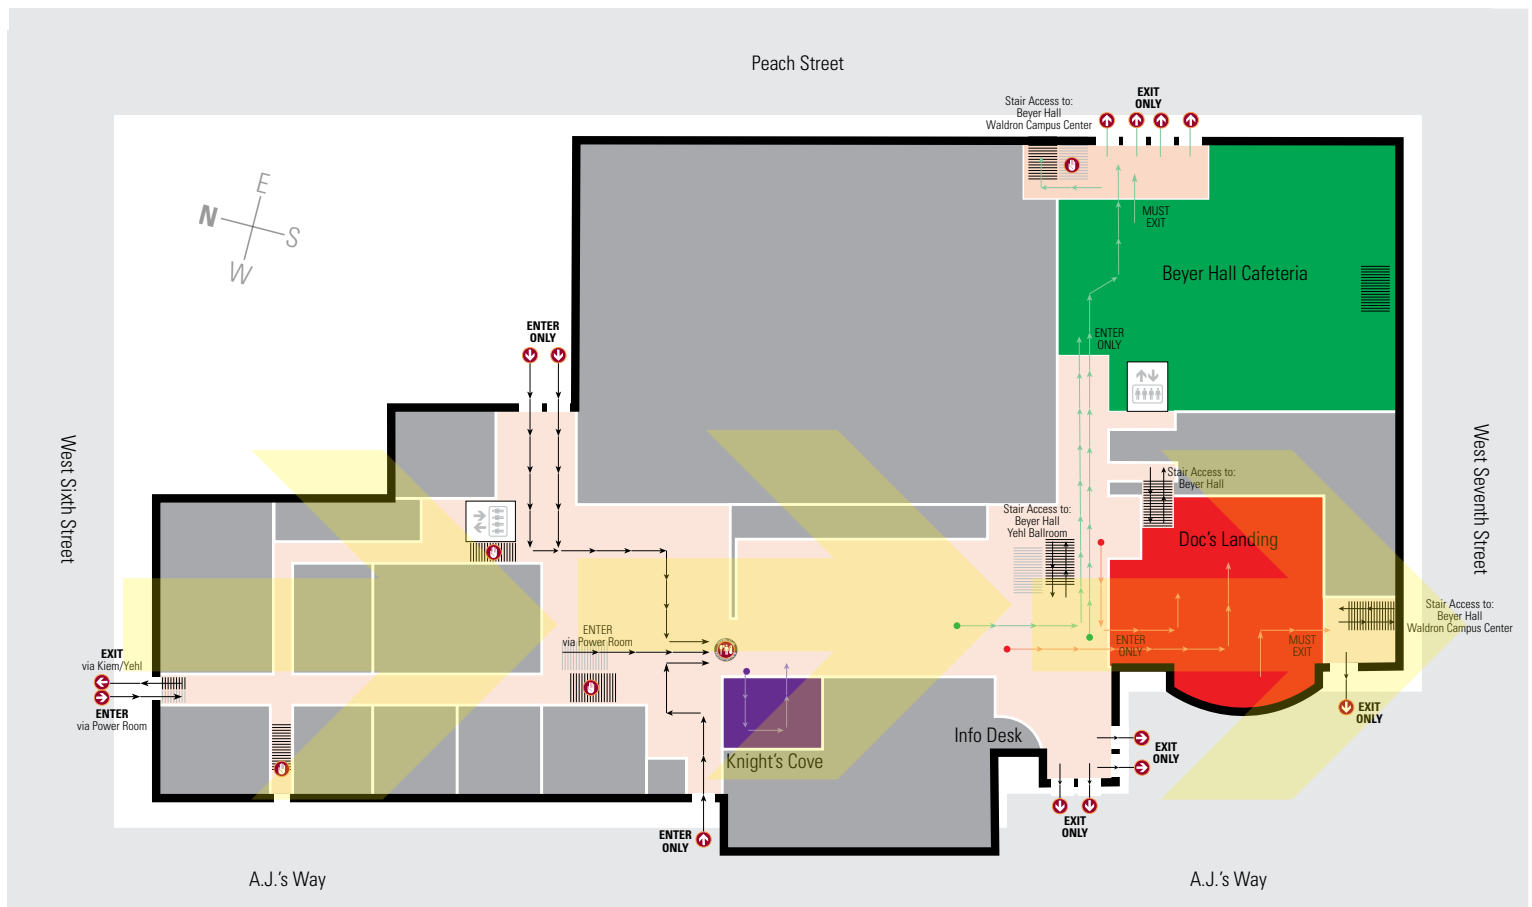 Peach Street
Stair Access to:
Beyer Hall
Waldron Campus Center
EXIT
ONLY
E
N
S
W
MUST
EXIT
Beyer Hall Cafeteria
ENTER
ONLY
ENTER
ONLY
West Sixth Street
West Seventh Street
Stair Access to:
Beyer Hall
Stair Access to:
Beyer Hall
Yehl Ballroom
Doc's Landing
Stair Access to:
Beyer Hall
Waldron Campus Center
ENTER
via Power Room
ENTER
ONLY
MUST
EXIT
EXIT
via Kiem/Yehl
ENTER
via Power Room
EXIT
ONLY
Info Desk
Knight's Cove
EXIT
ONLY
EXIT
ONLY
ENTER
ONLY
A.J.'s Way
A.J.'s Way